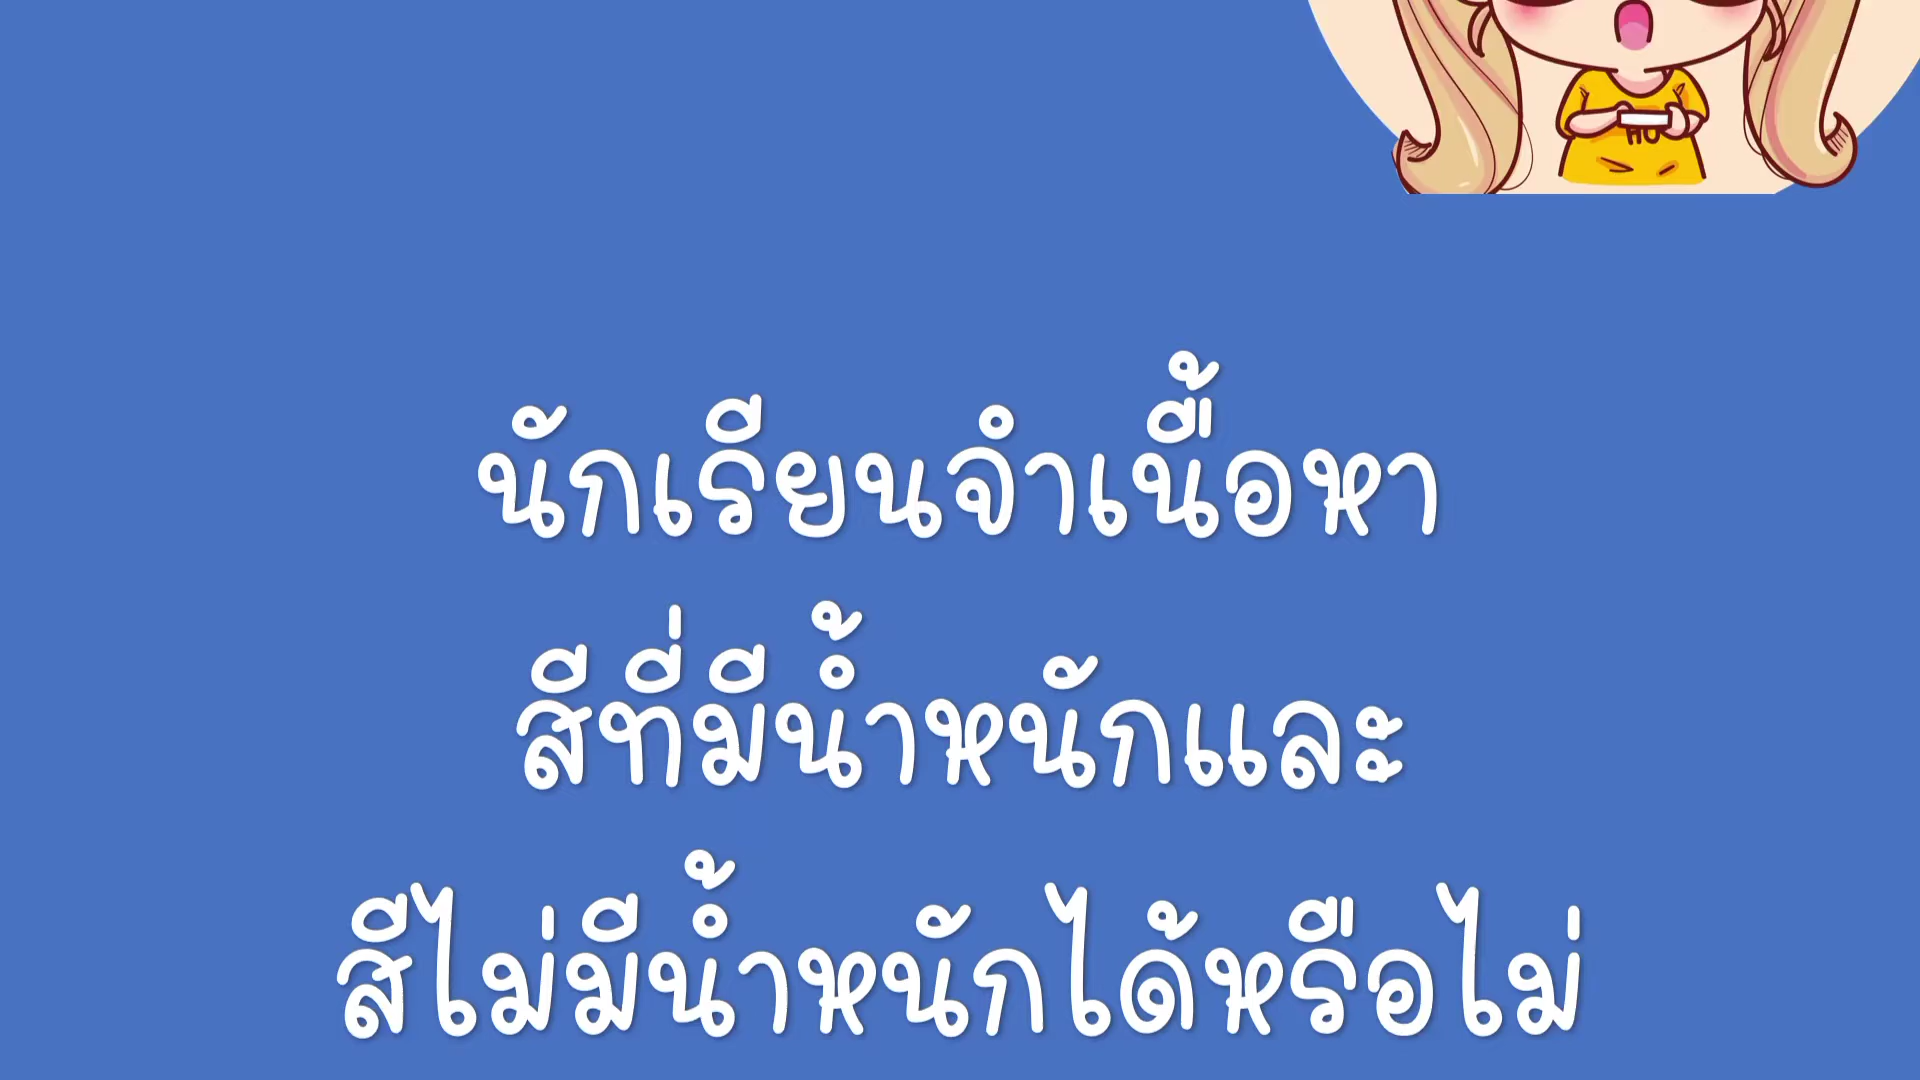 นักเรียนจำเนื้อหา
สีที่มีน้ำหนักและ
สีไม่มีน้ำหนักได้หรือไม่